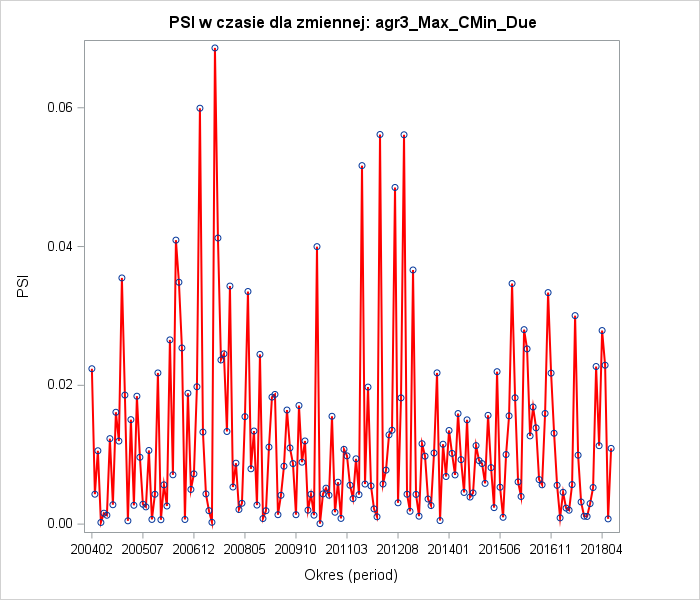 PSI w czasie dla zmiennej: agr3_Max_CMin_Due
0.06
0.04
0.02
0.00
PSI
200402 200507 200612 200805 200910 201103 201208 201401 201506 201611 201804
Okres (period)